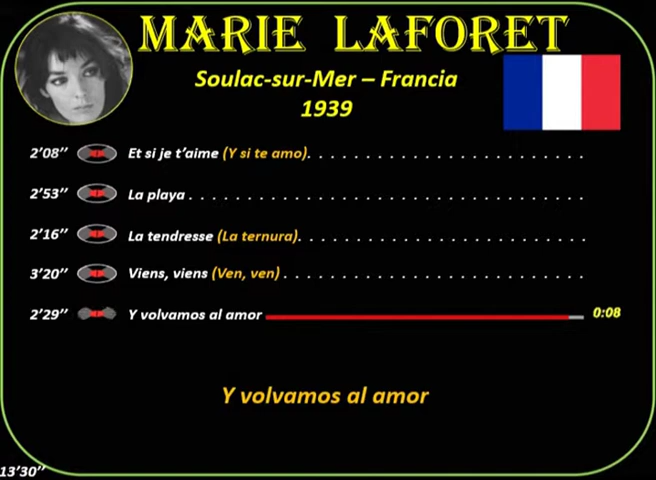 MARIE LAFORET
Soulac-sur-Mer – Francia
1939
2’08’’ Et si je t’aime (Y si te amo). . . . . . . . . . . . . . . . . . . . . .
2’53’’ La playa . . . . . . . . . . . . . . . . . . . . . . . . . . . . . .
2’16’’ La tendresse (La ternura). . . . . . . . . . . . . . . . . . . . . . .
3’20’’ Viens, viens (Ven, ven) . . . . . . . . . . . . . . . . . . . . . . .
2’29’’ Y volvamos al amor 0:08
Y volvamos al amor
13’30’’